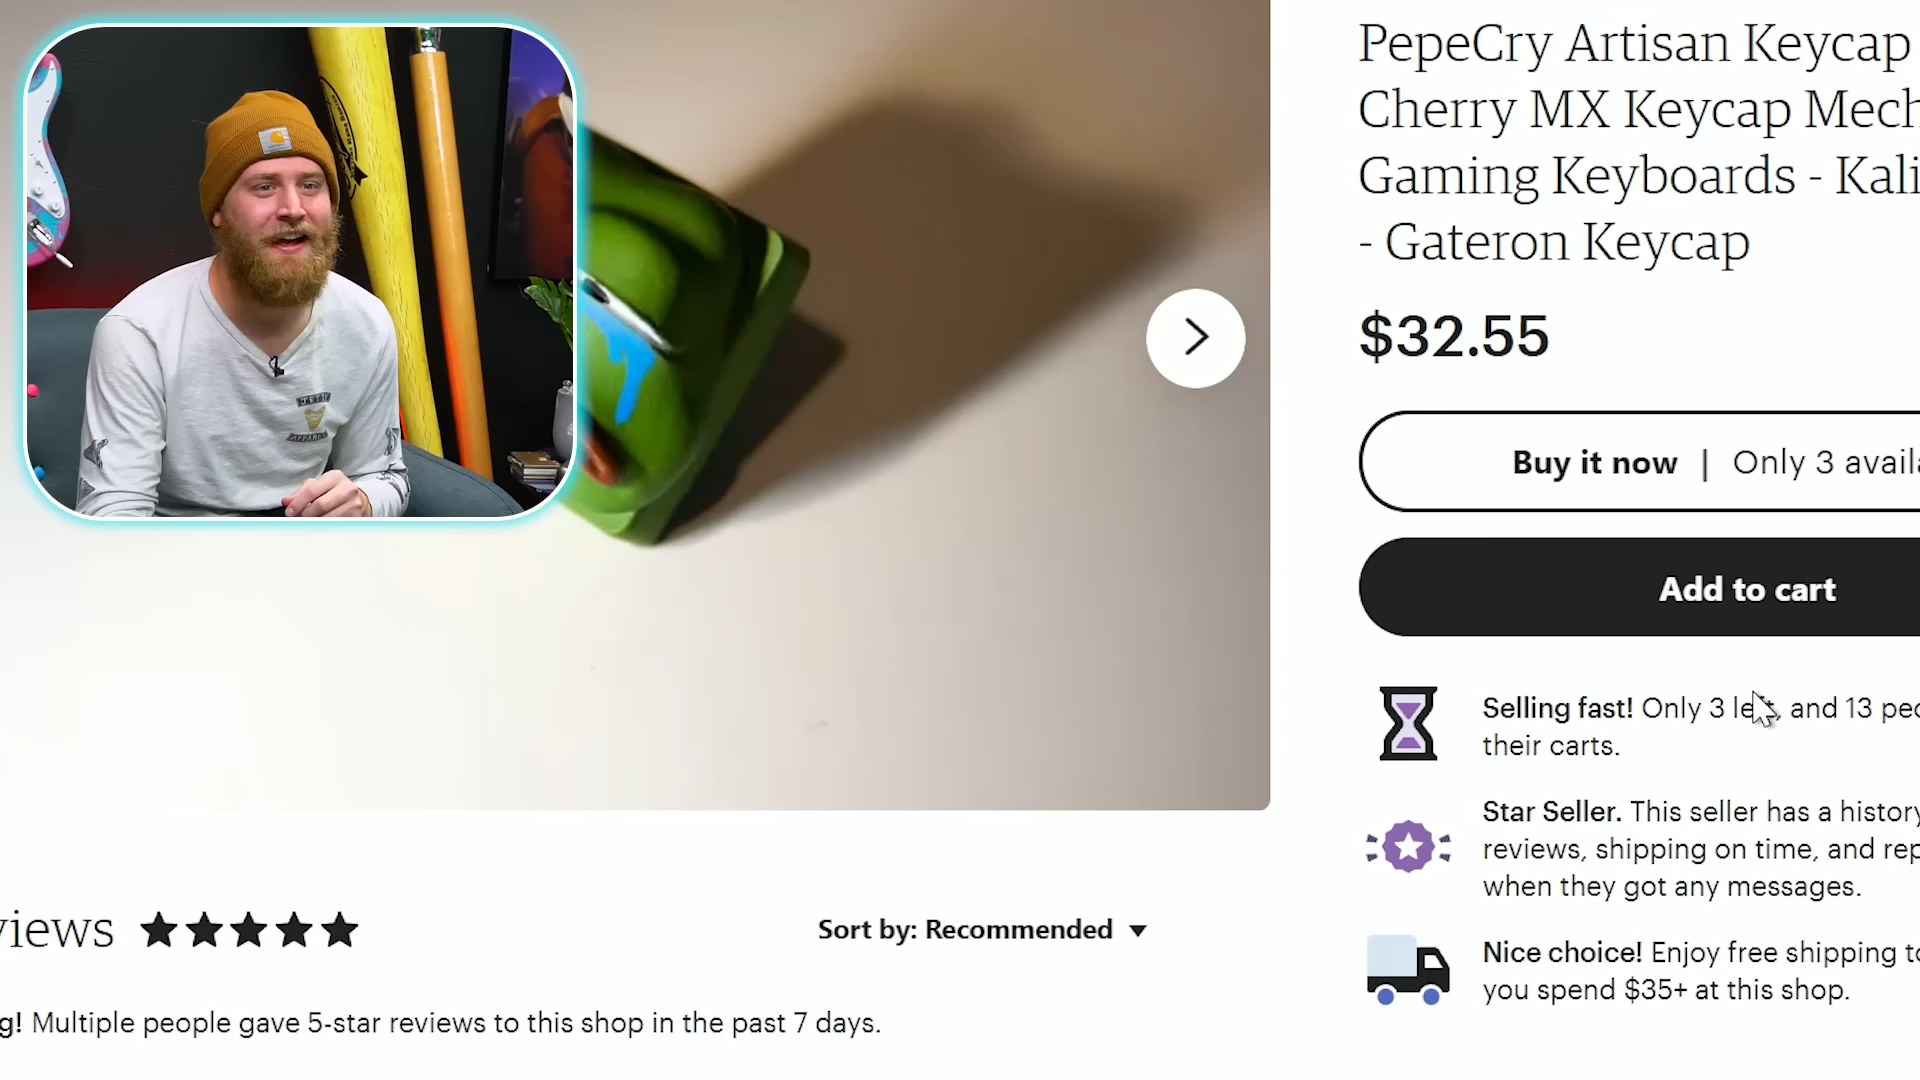 PepeCry Artisan Keycap
Cherry MX Keycap Mech
Gaming Keyboards - Kali
- Gateron Keycap
$32.55
Buy it now | Only 3 availa
Add to cart
Selling fast! Only 3 left, and 13 peo
their carts.
Star Seller. This seller has a history
reviews, shipping on time, and rep
when they got any messages.
Nice choice! Enjoy free shipping to
you spend $35+ at this shop.
views
Sort by: Recommended
g! Multiple people gave 5-star reviews to this shop in the past 7 days.